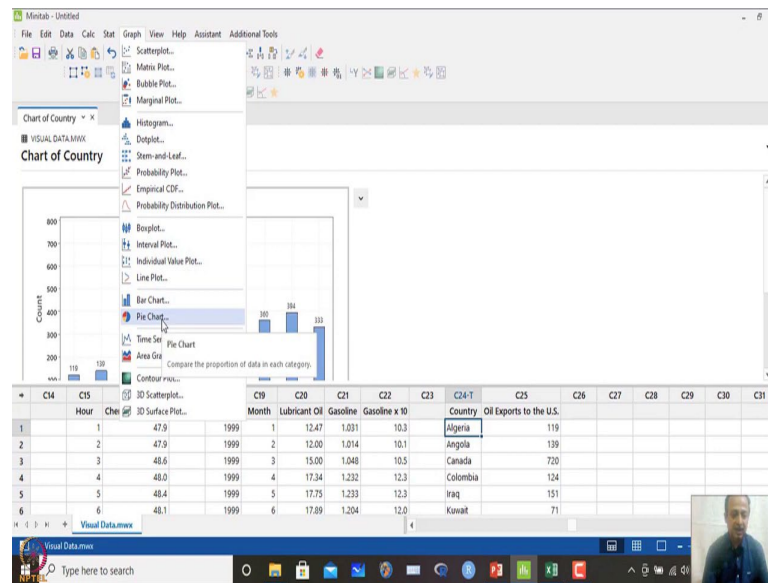 Minitab - Untitled
File Edit Data Calc Stat Graph View Help Assistant Additional Tools
Scatterplot...
Matrix Plot...
Bubble Plot...
Marginal Plot...
Chart of Country
Histogram...
VISUAL DATA.MWX
Dotplot...
Chart of Country
Stem-and-Leaf...
Probability Plot...
Empirical CDF...
Probability Distribution Plot...
Boxplot...
Interval Plot...
Individual Value Plot...
Line Plot...
Bar Chart...
Pie Chart...
Time Ser
Pie Chart
Area Gra
Compare the proportion of data in each category.
Contour Plot...
3D Scatterplot...
3D Surface Plot...
Count
800
700
600
500
400
300
200
119 139 360 394 333
C14 C15 C19 C20 C21 C22 C23 C24-T C25 C26 C27 C28 C29 C30 C31
Hour Che Month Lubricant Oil Gasoline Gasoline x 10 Country Oil Exports to the U.S.
1 1 47.9 1999 1 12.47 1.031 10.3 Algeria 119
2 2 47.9 1999 2 12.00 1.014 10.1 Angola 139
3 3 48.6 1999 3 15.00 1.048 10.5 Canada 720
4 4 48.0 1999 4 17.34 1.232 12.3 Colombia 124
5 5 48.4 1999 5 17.75 1.233 12.3 Iraq 151
6 6 48.1 1999 6 17.89 1.204 12.0 Kuwait 71
Visual Data.mwx
Visual Data.mwx
Type here to search
NPTEL